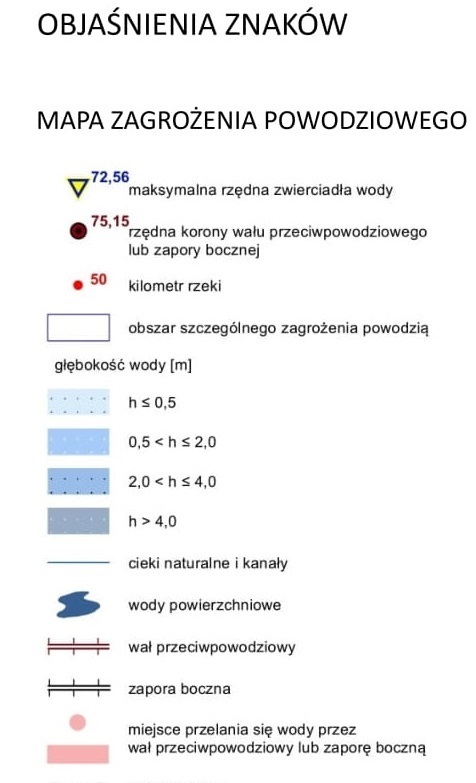 OBJAŚNIENIA ZNAKÓW
MAPA ZAGROŻENIA POWODZIOWEGO
72,56
maksymalna rzędna zwierciadła wody
75,15
rzędna korony wału przeciwpowodziowego
lub zapory bocznej
50
kilometr rzeki
obszar szczególnego zagrożenia powodzią
głębokość wody [m]
h ≤ 0,5
0,5 < h ≤ 2,0
2,0 < h ≤ 4,0
h > 4,0
cieki naturalne i kanały
wody powierzchniowe
wał przeciwpowodziowy
zapora boczna
miejsce przelania się wody przez
wał przeciwpowodziowy lub zaporę boczną